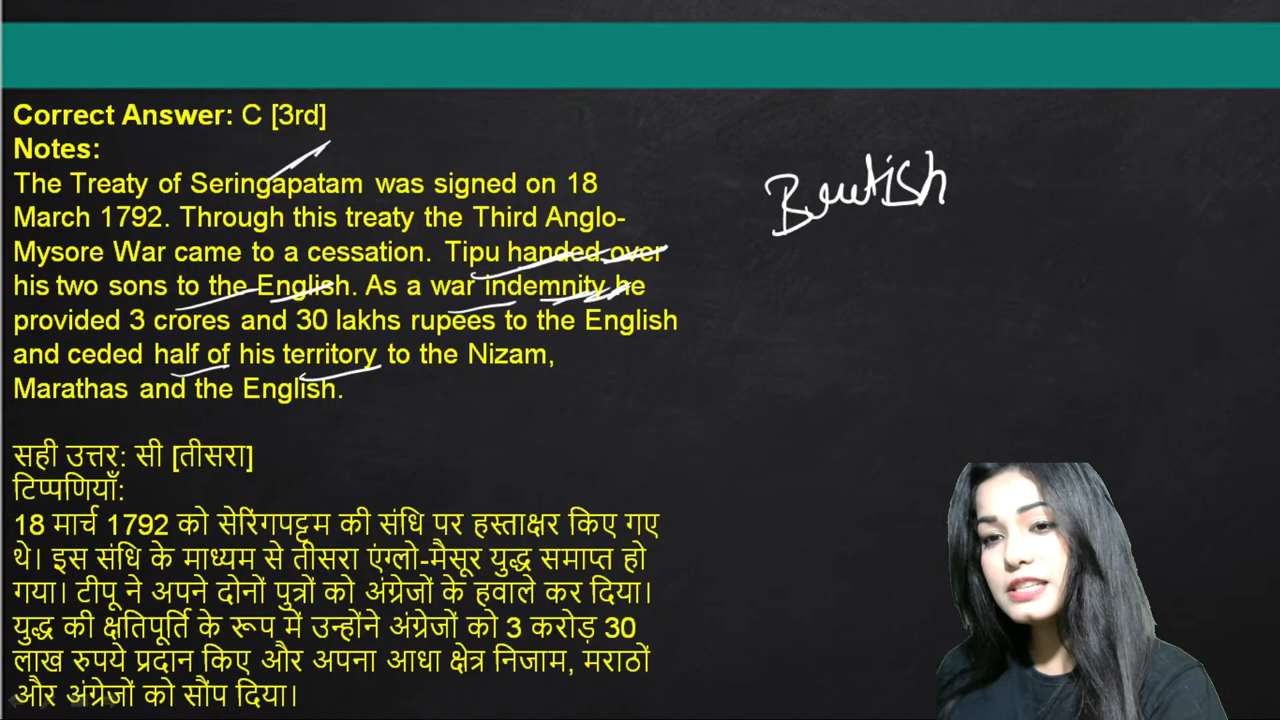 Correct Answer: C [3rd]
Notes:
The Treaty of Seringapatam was signed on 18
March 1792. Through this treaty the Third Anglo-
Mysore War came to a cessation. Tipu handed over
his two sons to the English. As a war indemnity he
provided 3 crores and 30 lakhs rupees to the English
and ceded half of his territory to the Nizam,
Marathas and the English.
सही उत्तर: सी [तीसरा]
टिप्पणियाँ:
18 मार्च 1792 को सेरिंगपट्टम की संधि पर हस्ताक्षर किए गए
थे। इस संधि के माध्यम से तीसरा एंग्लो-मैसूर युद्ध समाप्त हो
गया। टीपू ने अपने दोनों पुत्रों को अंग्रेजों के हवाले कर दिया।
युद्ध की क्षतिपूर्ति के रूप में उन्होंने अंग्रेजों को 3 करोड़ 30
लाख रुपये प्रदान किए और अपना आधा क्षेत्र निजाम, मराठों
और अंग्रेजों को सौंप दिया।